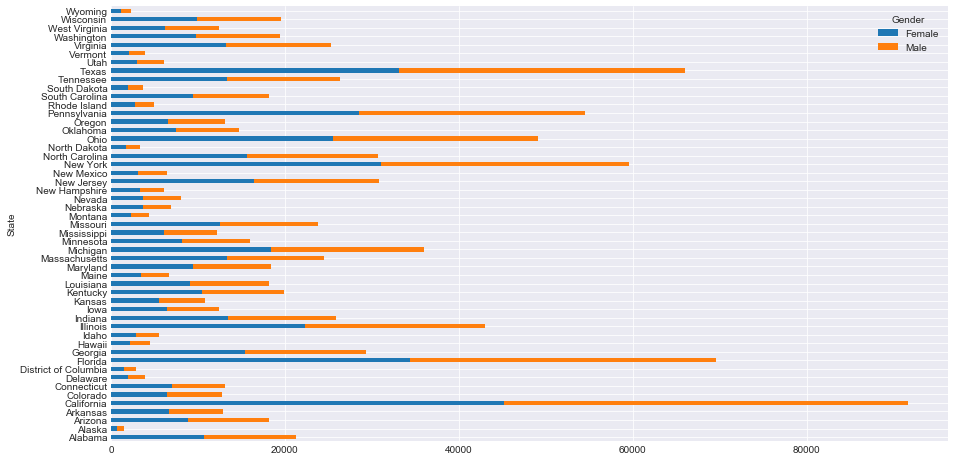 Wyoming
Wisconsin
West Virginia
Washington
Virginia
Vermont
Utah
Texas
Tennessee
South Dakota
South Carolina
Rhode Island
Pennsylvania
Oregon
Oklahoma
Ohio
North Dakota
North Carolina
New York
New Mexico
New Jersey
New Hampshire
Nevada
Nebraska
Montana
Missouri
Mississippi
Minnesota
Michigan
Massachusetts
Maryland
Maine
Louisiana
Kentucky
Kansas
Iowa
Indiana
Illinois
Idaho
Hawaii
Georgia
Florida
District of Columbia
Delaware
Connecticut
Colorado
California
Arkansas
Arizona
Alaska
Alabama
State
0 20000 40000 60000 80000
Gender
Female
Male